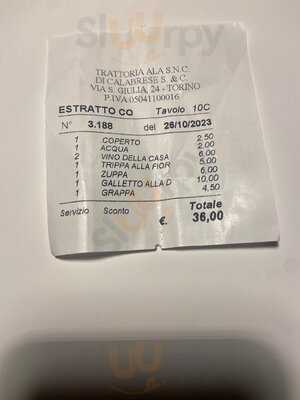 Sluurpy
TRATTORIA ALA S.N.C.
DI CALABRESE S. & C.
VIA S. GIULIA, 24 - TORINO
P.IVA 05041100016
ESTRATTO CO Tavolo 10C
N° 3.188 del 26/10/2023
1 COPERTO 2,50
1 ACQUA 2,00
2 VINO DELLA CASA 6,00
1 TRIPPA ALLA FIOR 5,00
1 ZUPPA 6,00
1 GALLETTO ALLA D 10,00
1 GRAPPA 4,50
Servizio Sconto Totale
€. 36,00